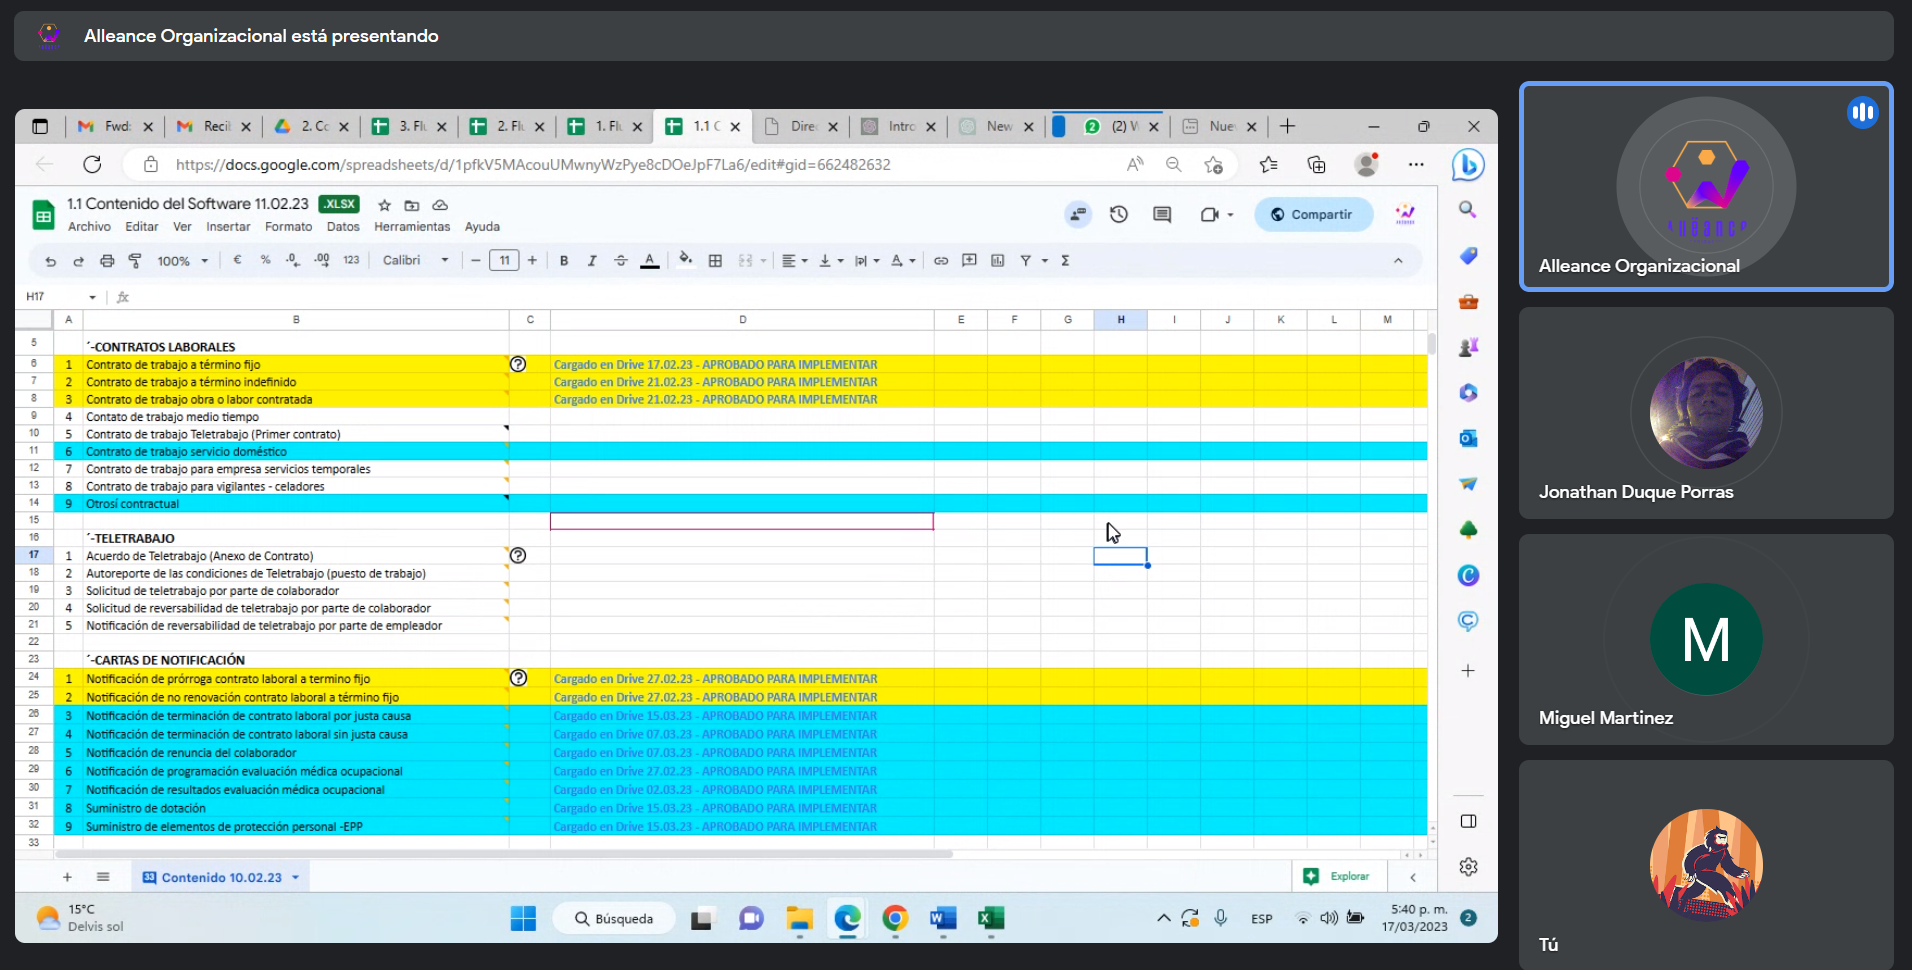 Alleance Organizacional está presentando
Fwd:
Reci
2. Cc
3. Fl
2. Flu
1. Flu
1.1 C
Direc
Intro
New
2
(2) V
Nue
https://docs.google.com/spreadsheets/d/1pfkV5MAcouUMwnyWzPye8cDOeJpF7La6/edit#gid=662482632
1.1 Contenido del Software 11.02.23 .XLSX
Archivo Editar Ver Insertar Formato Datos Herramientas Ayuda
Compartir
100% € % .0 .00 123 Calibri 11 B I S A
H17 fx
A B C D E F G H I J K L M
5 ´-CONTRATOS LABORALES
6 1 Contrato de trabajo a término fijo Cargado en Drive 17.02.23 - APROBADO PARA IMPLEMENTAR
7 2 Contrato de trabajo a término indefinido Cargado en Drive 21.02.23 - APROBADO PARA IMPLEMENTAR
8 3 Contrato de trabajo obra o labor contratada Cargado en Drive 21.02.23 - APROBADO PARA IMPLEMENTAR
9 4 Contato de trabajo medio tiempo
10 5 Contrato de trabajo Teletrabajo (Primer contrato)
11 6 Contrato de trabajo servicio doméstico
12 7 Contrato de trabajo para empresa servicios temporales
13 8 Contrato de trabajo para vigilantes - celadores
14 9 Otrosí contractual
15
16 ´-TELETRABAJO
17 1 Acuerdo de Teletrabajo (Anexo de Contrato)
18 2 Autoreporte de las condiciones de Teletrabajo (puesto de trabajo)
19 3 Solicitud de teletrabajo por parte de colaborador
20 4 Solicitud de reversabilidad de teletrabajo por parte de colaborador
21 5 Notificación de reversabilidad de teletrabajo por parte de empleador
22
23 ´-CARTAS DE NOTIFICACIÓN
24 1 Notificación de prórroga contrato laboral a termino fijo Cargado en Drive 27.02.23 - APROBADO PARA IMPLEMENTAR
25 2 Notificación de no renovación contrato laboral a término fijo Cargado en Drive 27.02.23 - APROBADO PARA IMPLEMENTAR
26 3 Notificación de terminación de contrato laboral por justa causa Cargado en Drive 15.03.23 - APROBADO PARA IMPLEMENTAR
27 4 Notificación de terminación de contrato laboral sin justa causa Cargado en Drive 07.03.23 - APROBADO PARA IMPLEMENTAR
28 5 Notificación de renuncia del colaborador Cargado en Drive 07.03.23 - APROBADO PARA IMPLEMENTAR
29 6 Notificación de programación evaluación médica ocupacional Cargado en Drive 27.02.23 - APROBADO PARA IMPLEMENTAR
30 7 Notificación de resultados evaluación médica ocupacional Cargado en Drive 02.03.23 - APROBADO PARA IMPLEMENTAR
31 8 Suministro de dotación Cargado en Drive 15.03.23 - APROBADO PARA IMPLEMENTAR
32 9 Suministro de elementos de protección personal -EPP Cargado en Drive 15.03.23 - APROBADO PARA IMPLEMENTAR
33
Contenido 10.02.23
Explorar
15°C
Delvis sol
Búsqueda
ESP
5:40 p. m.
17/03/2023
2
Alleance Organizacional
Jonathan Duque Porras
M
Miguel Martinez
Tú